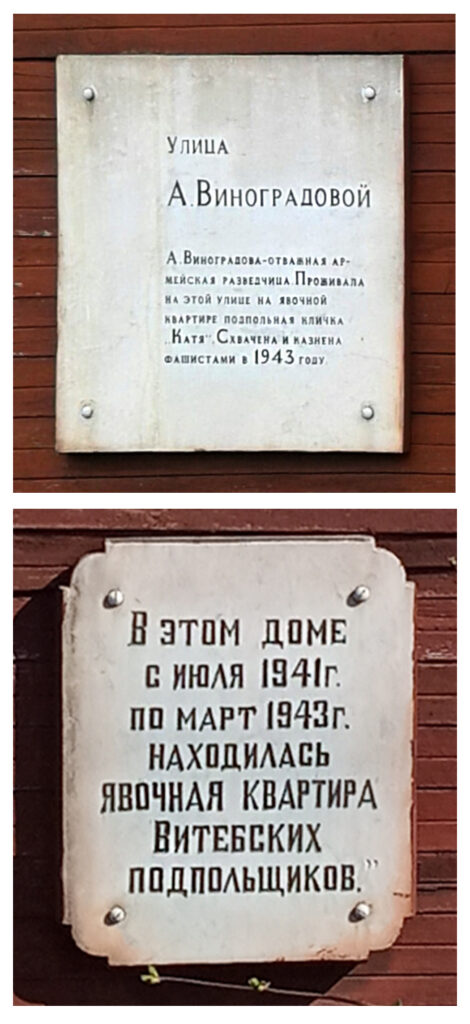 Улица
А.Виноградовой
А.Виноградова-отважная ар-
мейская разведчица.Проживала
на этой улице на явочной
квартире подпольная кличка
„Катя”.Схвачена и казнена
фашистами в 1943 году.
В этом доме
с июля 1941г.
по март 1943г.
находилась
явочная квартира
Витебских
подпольщиков.”